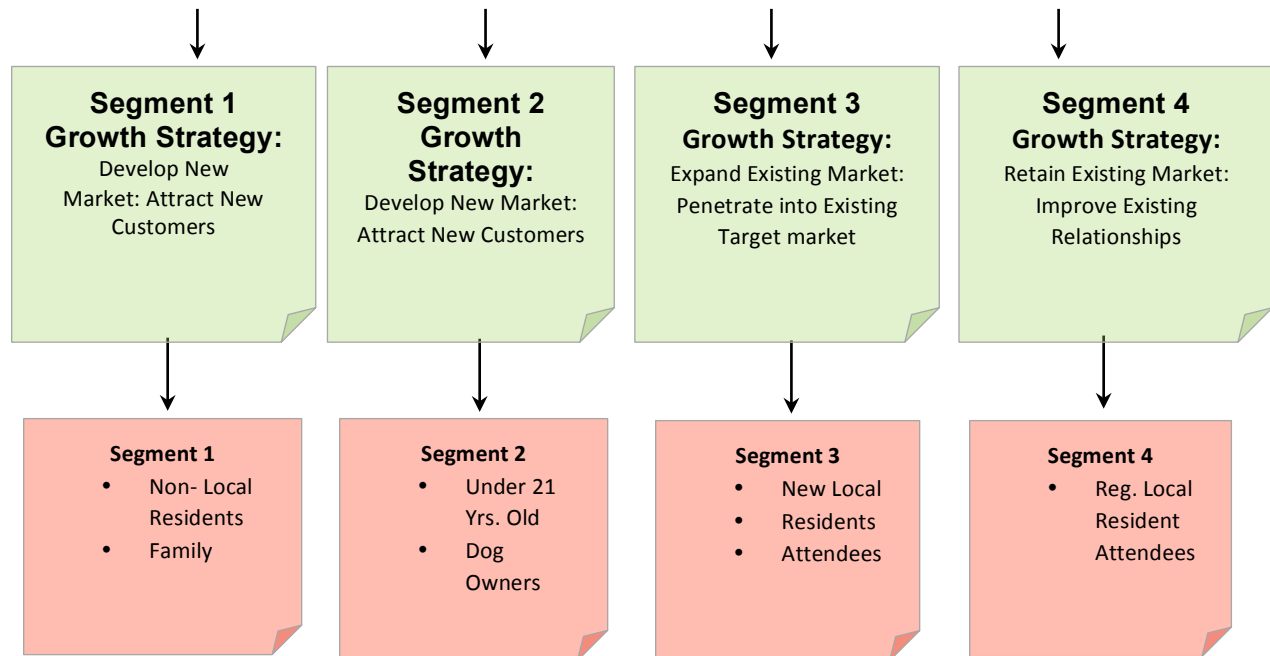 Segment 1
Growth Strategy:
Develop New
Market: Attract New
Customers
Segment 2
Growth
Strategy:
Develop New Market:
Attract New Customers
Segment 3
Growth Strategy:
Expand Existing Market:
Penetrate into Existing
Target market
Segment 4
Growth Strategy:
Retain Existing Market:
Improve Existing
Relationships
Segment 1
• Non- Local
Residents
• Family
Segment 2
• Under 21
Yrs. Old
• Dog
Owners
Segment 3
• New Local
• Residents
• Attendees
Segment 4
• Reg. Local
Resident
Attendees